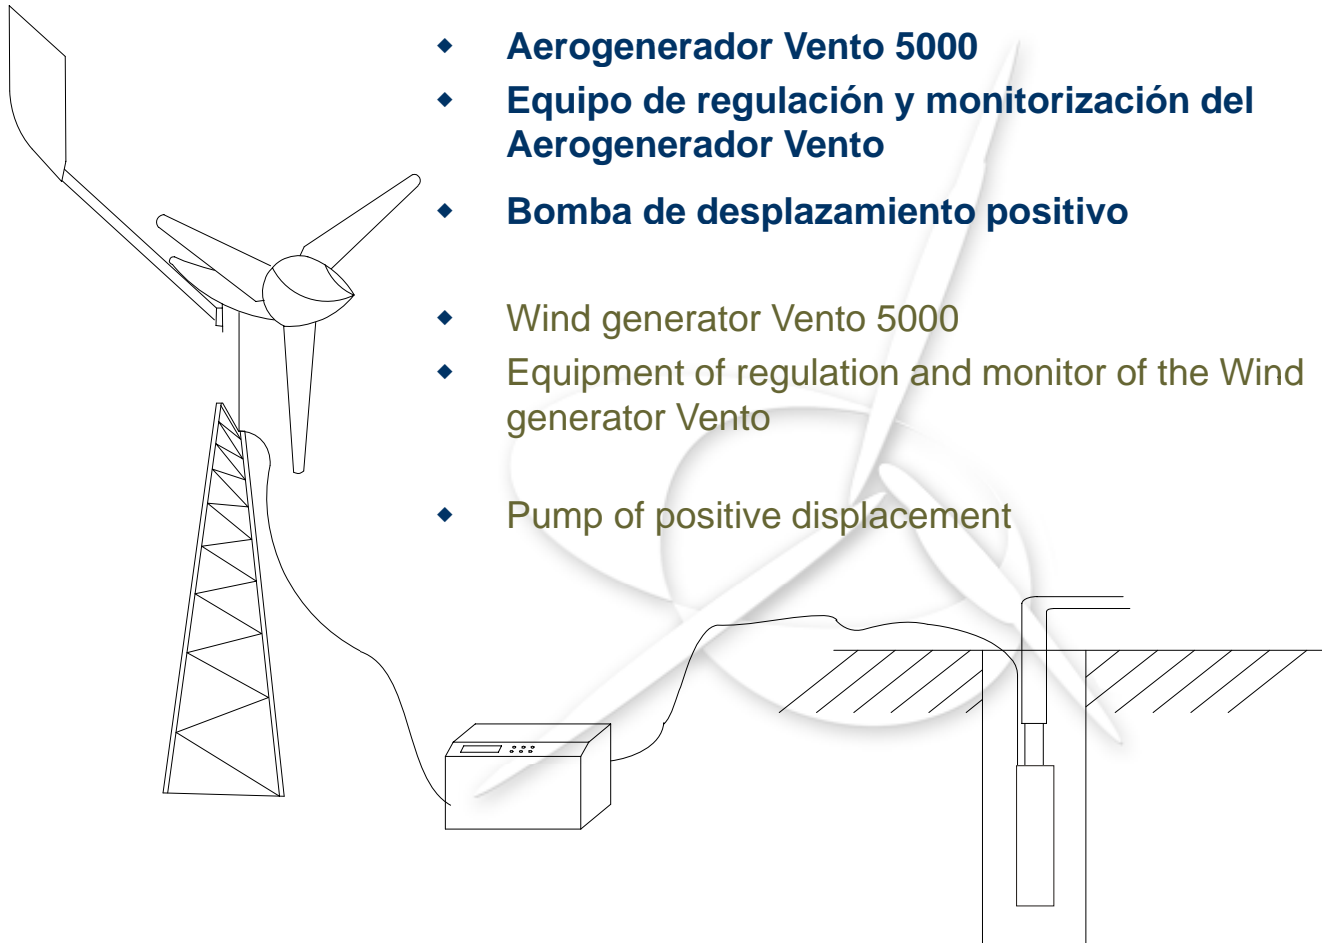 Aerogenerador Vento 5000
Equipo de regulación y monitorización del
Aerogenerador Vento
Bomba de desplazamiento positivo
Wind generator Vento 5000
Equipment of regulation and monitor of the Wind
generator Vento
Pump of positive displacement